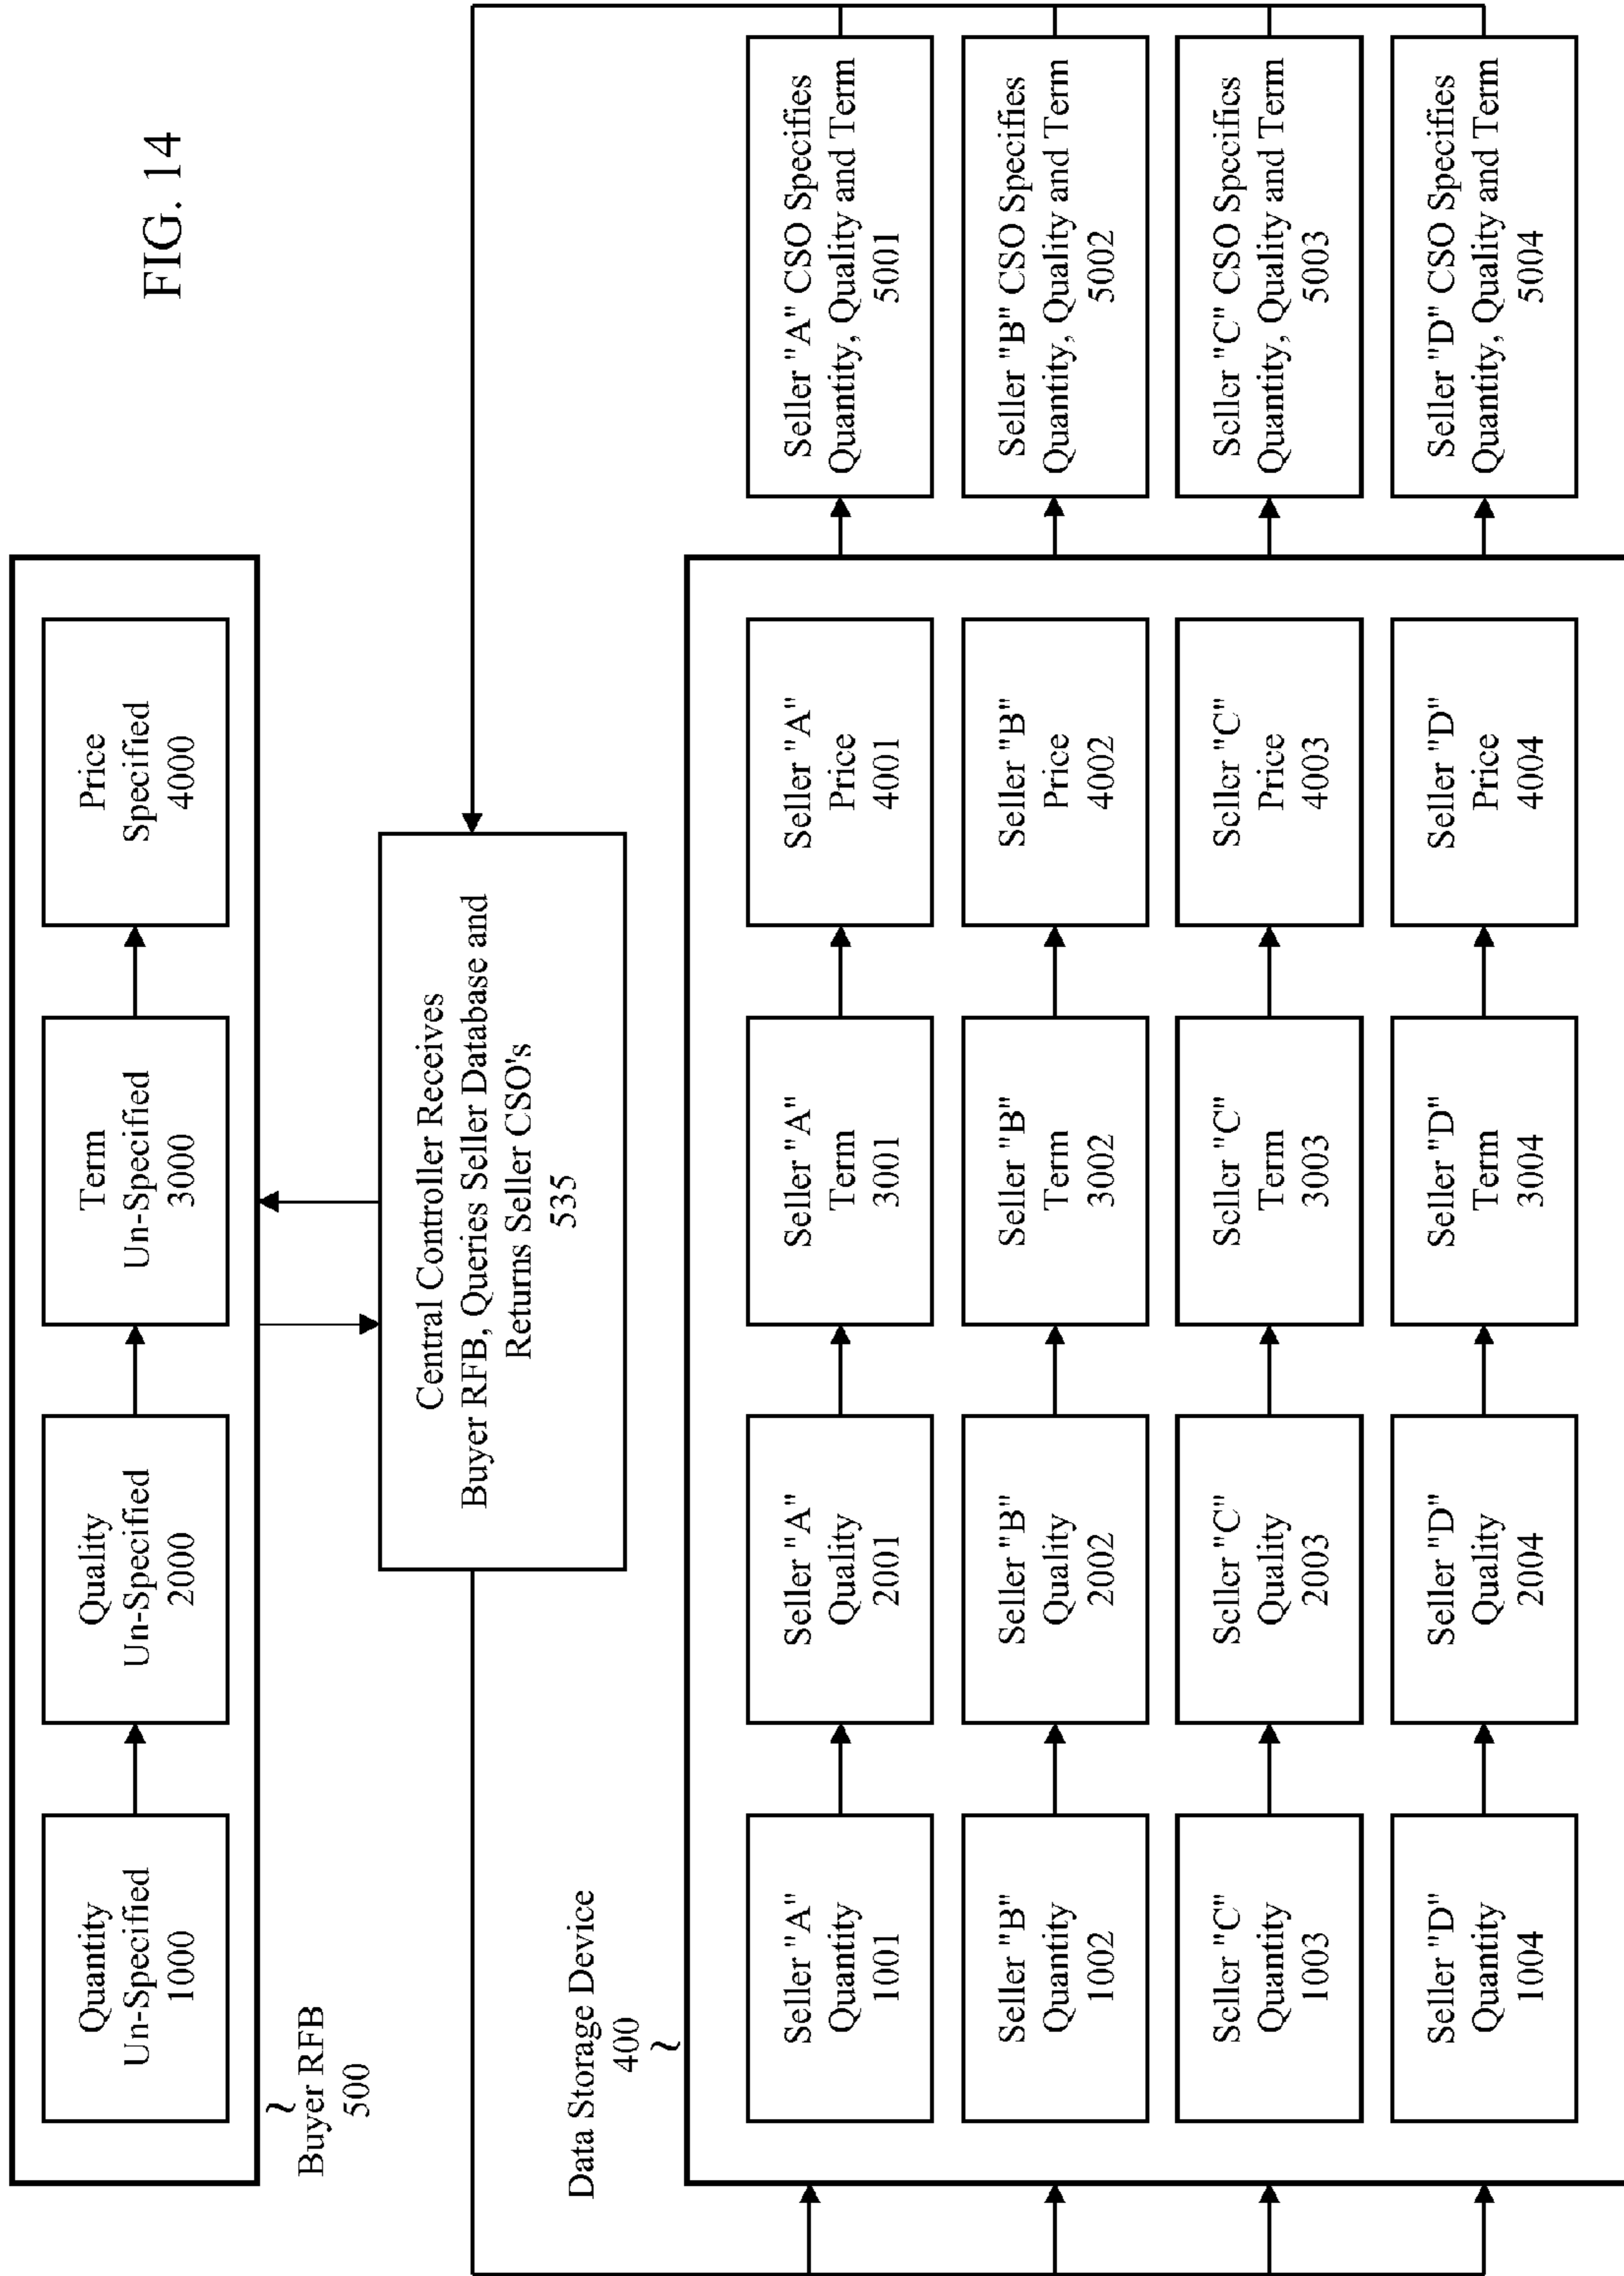 FIG. 14
Quantity
Un-Specified
1000
Quality
Un-Specified
2000
Term
Un-Specified
3000
Price
Specified
4000
Buyer RFB
500
Central Controller Receives
Buyer RFB, Queries Seller Database and
Returns Seller CSO's
535
Data Storage Device
400
Seller "A"
Quantity
1001
Seller "A"
Quality
2001
Seller "A"
Term
3001
Seller "A"
Price
4001
Seller "A" CSO Specifies
Quantity, Quality and Term
5001
Seller "B"
Quantity
1002
Seller "B"
Quality
2002
Seller "B"
Term
3002
Seller "B"
Price
4002
Seller "B" CSO Specifies
Quantity, Quality and Term
5002
Seller "C"
Quantity
1003
Seller "C"
Quality
2003
Seller "C"
Term
3003
Seller "C"
Price
4003
Seller "C" CSO Specifies
Quantity, Quality and Term
5003
Seller "D"
Quantity
1004
Seller "D"
Quality
2004
Seller "D"
Term
3004
Seller "D"
Price
4004
Seller "D" CSO Specifies
Quantity, Quality and Term
5004